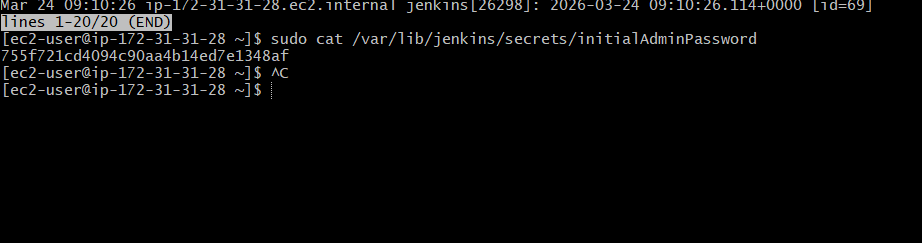 Mar 24 09:10:26 ip-172-31-31-28.ec2.internal jenkins[26298]: 2026-03-24 09:10:26.114+0000 [id=69]
lines 1-20/20 (END)
[ec2-user@ip-172-31-31-28 ~]$ sudo cat /var/lib/jenkins/secrets/initialAdminPassword
755f721cd4094c90aa4b14ed7e1348af
[ec2-user@ip-172-31-31-28 ~]$ ^C
[ec2-user@ip-172-31-31-28 ~]$